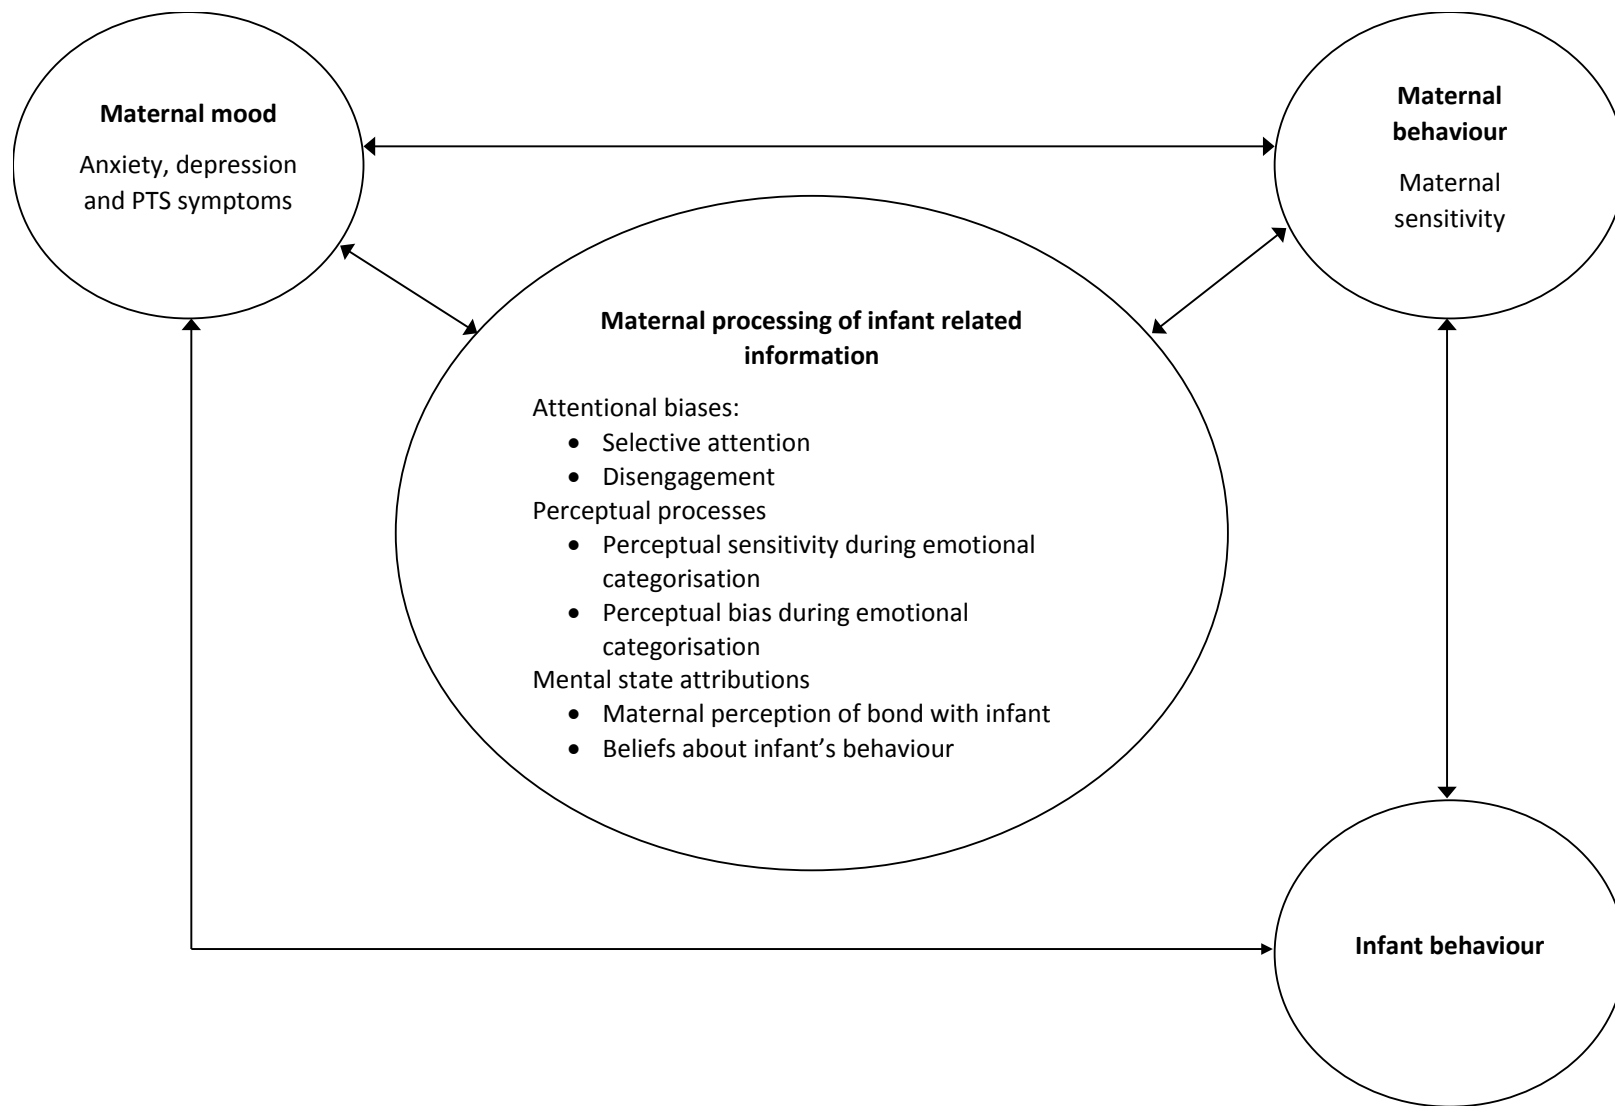 Maternal mood
Anxiety, depression
and PTS symptoms
Maternal
behaviour
Maternal
sensitivity
Maternal processing of infant related
information
Attentional biases:
• Selective attention
• Disengagement
Perceptual processes
• Perceptual sensitivity during emotional
categorisation
• Perceptual bias during emotional
categorisation
Mental state attributions
• Maternal perception of bond with infant
• Beliefs about infant’s behaviour
Infant behaviour